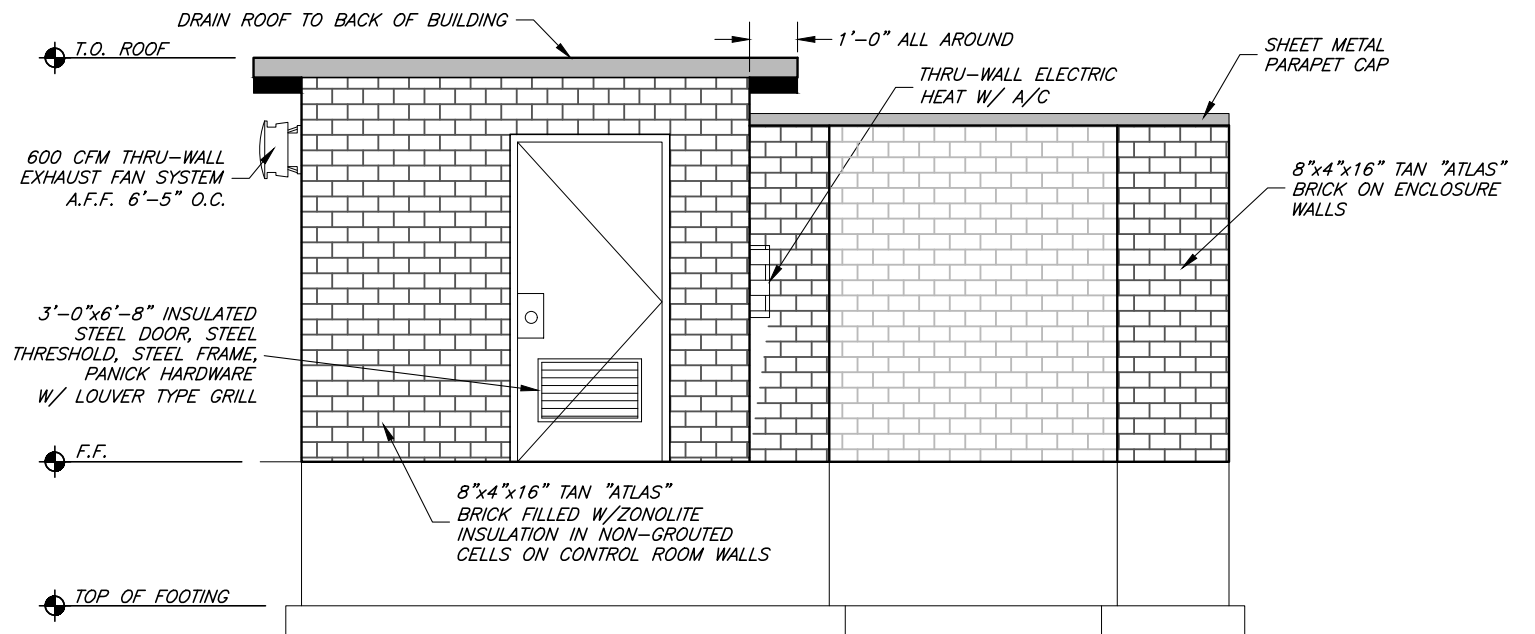 DRAIN ROOF TO BACK OF BUILDING
T.O. ROOF
1'-0" ALL AROUND
SHEET METAL
PARAPET CAP
THRU-WALL ELECTRIC
HEAT W/ A/C
600 CFM THRU-WALL
EXHAUST FAN SYSTEM
A.F.F. 6'-5" O.C.
8"x4"x16" TAN "ATLAS"
BRICK ON ENCLOSURE
WALLS
3'-0"x6'-8" INSULATED
STEEL DOOR, STEEL
THRESHOLD, STEEL FRAME,
PANICK HARDWARE
W/ LOUVER TYPE GRILL
F.F.
8"x4"x16" TAN "ATLAS"
BRICK FILLED W/ZONOLITE
INSULATION IN NON-GROUTED
CELLS ON CONTROL ROOM WALLS
TOP OF FOOTING